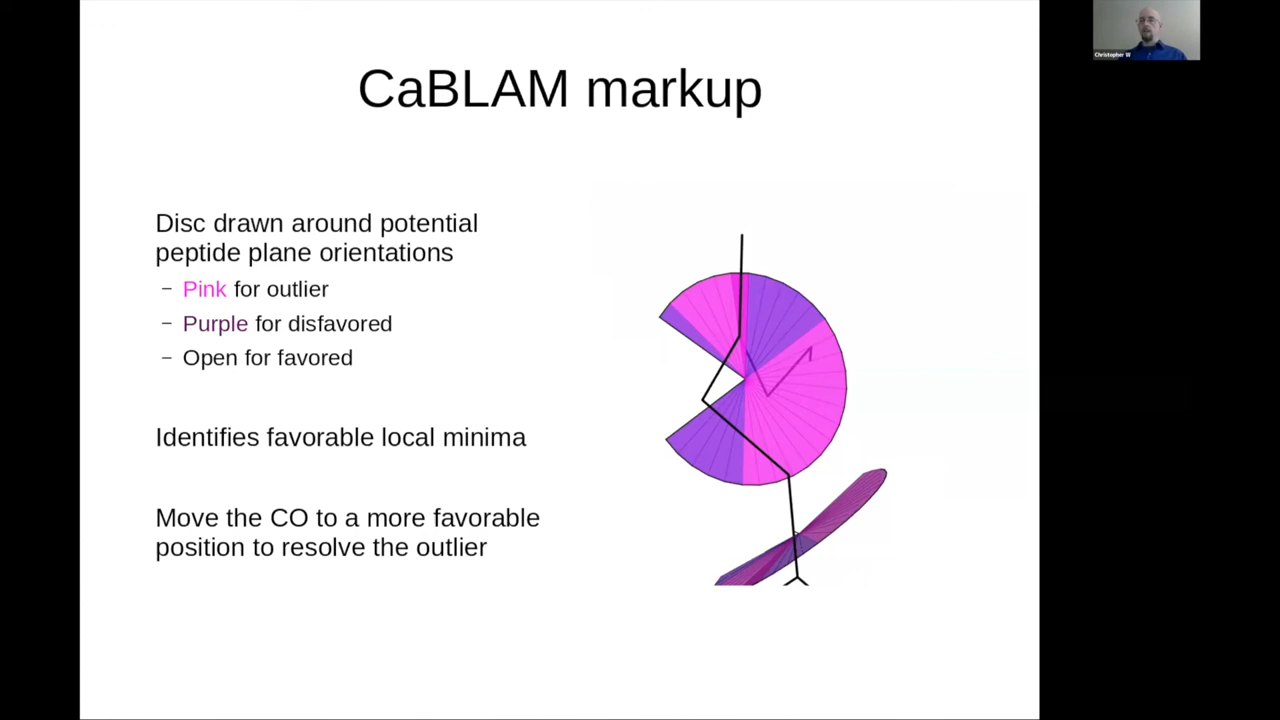 CaBLAM markup
Disc drawn around potential
peptide plane orientations
– Pink for outlier
– Purple for disfavored
– Open for favored
Identifies favorable local minima
Move the CO to a more favorable
position to resolve the outlier
Christopher W